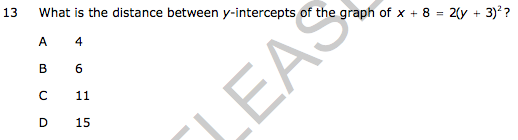 13 What is the distance between y-intercepts of the graph of x + 8 = 2(y + 3)²?
A 4
B 6
C 11
D 15
LEAS